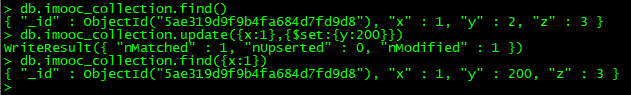 > db.imooc_collection.find()
{ "_id" : ObjectId("5ae319d9f9b4fa684d7fd9d8"), "x" : 1, "y" : 2, "z" : 3 }
> db.imooc_collection.update({x:1},{$set:{y:200}})
WriteResult({ "nMatched" : 1, "nUpserted" : 0, "nModified" : 1 })
> db.imooc_collection.find({x:1})
{ "_id" : ObjectId("5ae319d9f9b4fa684d7fd9d8"), "x" : 1, "y" : 200, "z" : 3 }
>